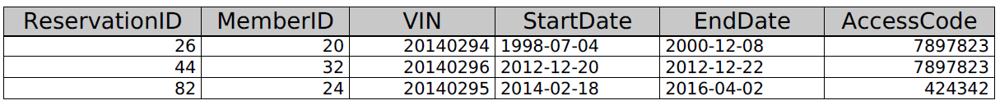 ReservationID MemberID VIN StartDate EndDate AccessCode
26 20 20140294 1998-07-04 2000-12-08 7897823
44 32 20140296 2012-12-20 2012-12-22 7897823
82 24 20140295 2014-02-18 2016-04-02 424342